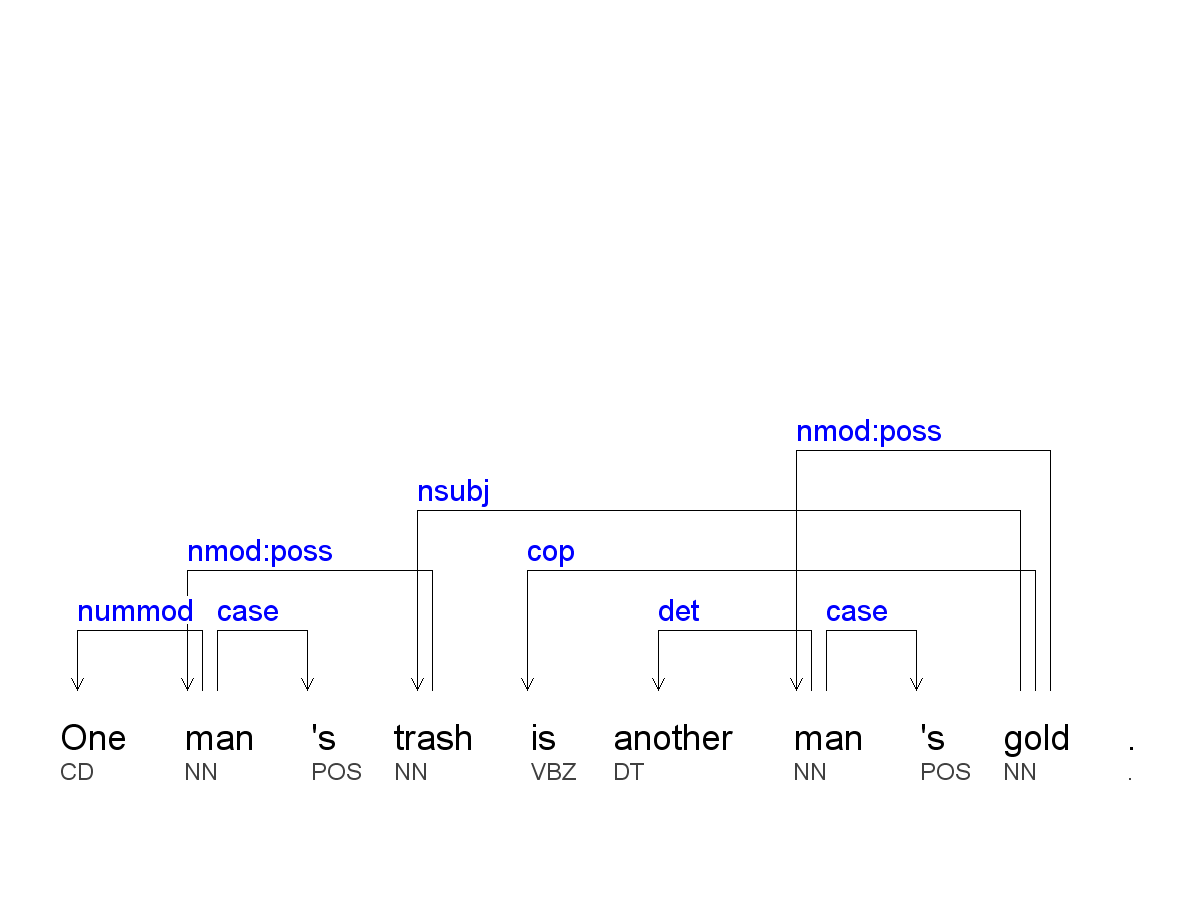 nmod:poss
nsubj
nmod:poss cop
nummod case det case
One man 's trash is another man 's gold .
CD NN POS NN VBZ DT NN POS NN .